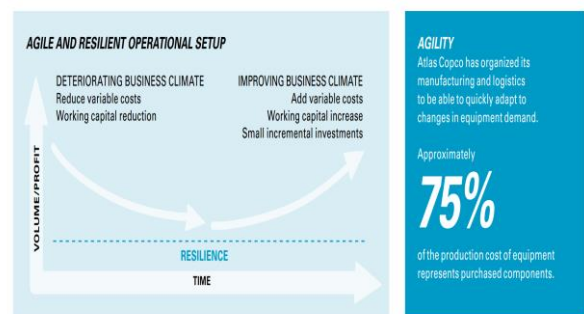 AGILE AND RESILIENT OPERATIONAL SETUP
DETERIORATING BUSINESS CLIMATE
Reduce variable costs
Working capital reduction
IMPROVING BUSINESS CLIMATE
Add variable costs
Working capital increase
Small incremental investments
VOLUME/PROFIT
RESILIENCE
TIME
AGILITY
Atlas Copco has organized its
manufacturing and logistics
to be able to quickly adapt to
changes in equipment demand.
Approximately
75%
of the production cost of equipment
represents purchased components.